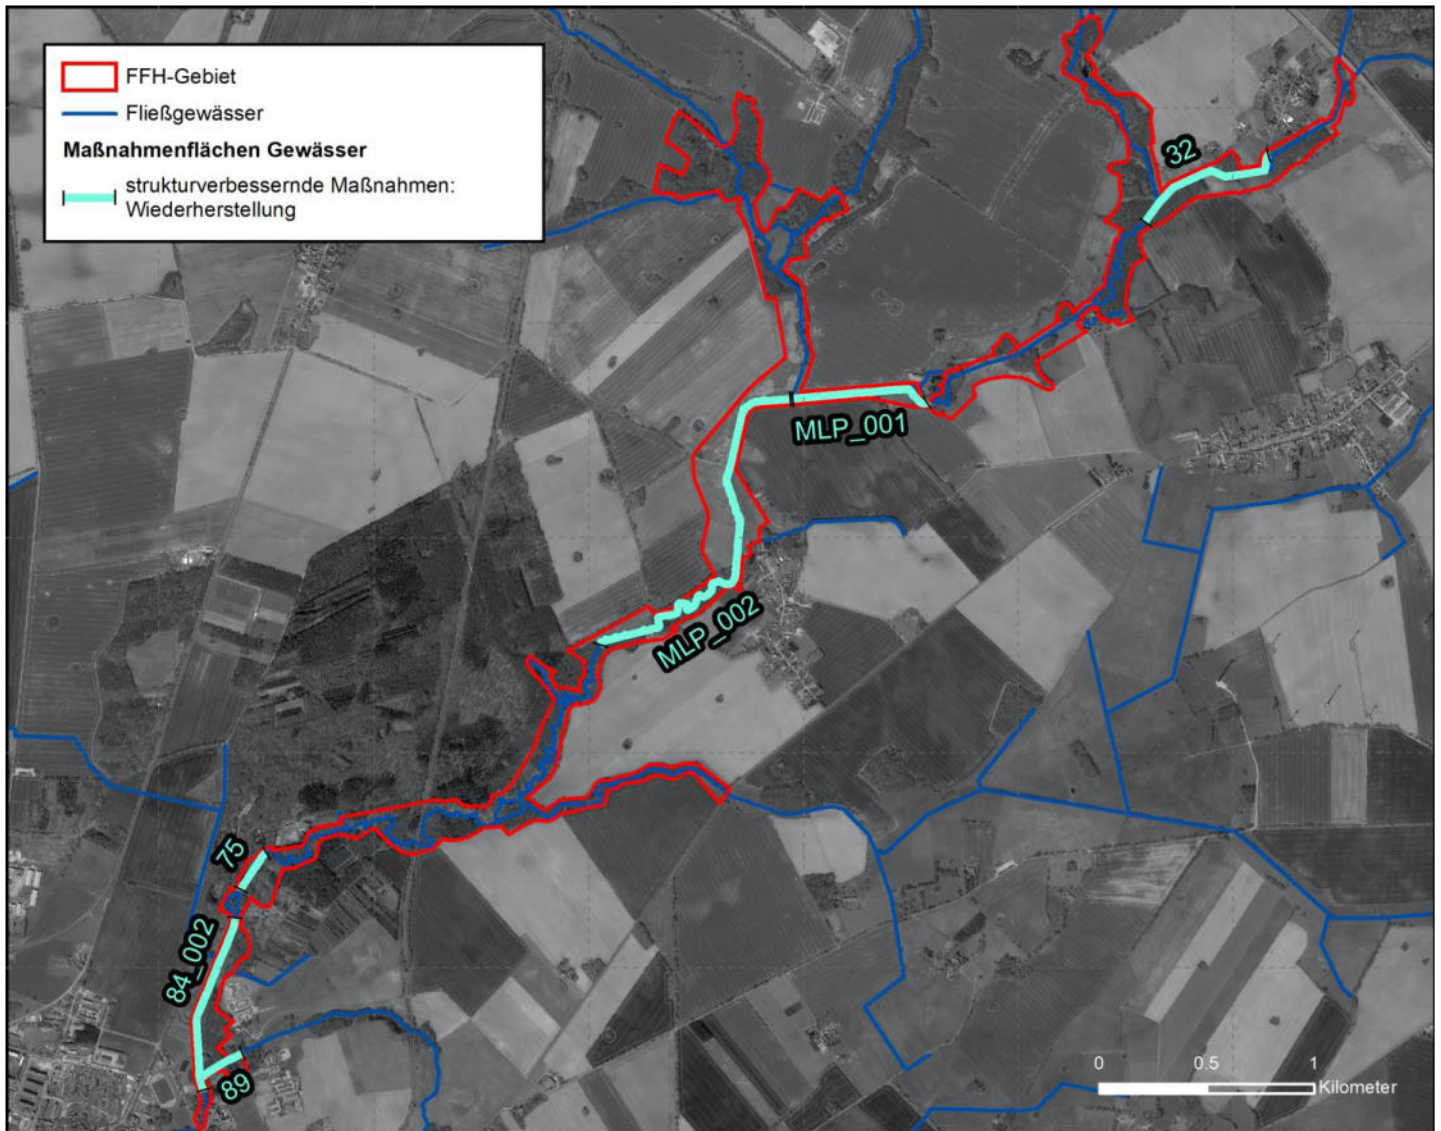 FFH-Gebiet
Fließgewässer
Maßnahmenflächen Gewässer
strukturverbessernde Maßnahmen:
Wiederherstellung
32
MLP_001
MLP_002
75
84_002
89
0 0.5 1
Kilometer